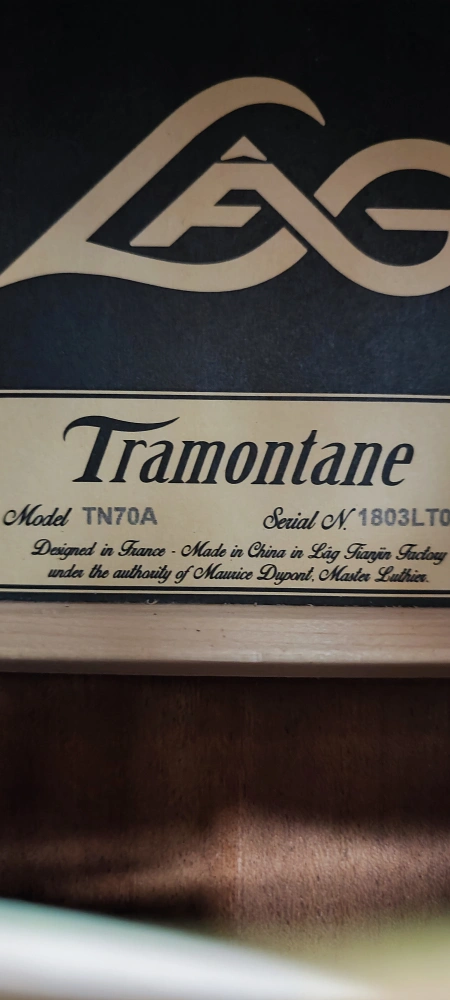 LÂG
Tramontane
Model TN70A Serial N. 1803LT0
Designed in France - Made in China in Lâg Tianjin Factory
under the authority of Maurice Dupont, Master Luthier.